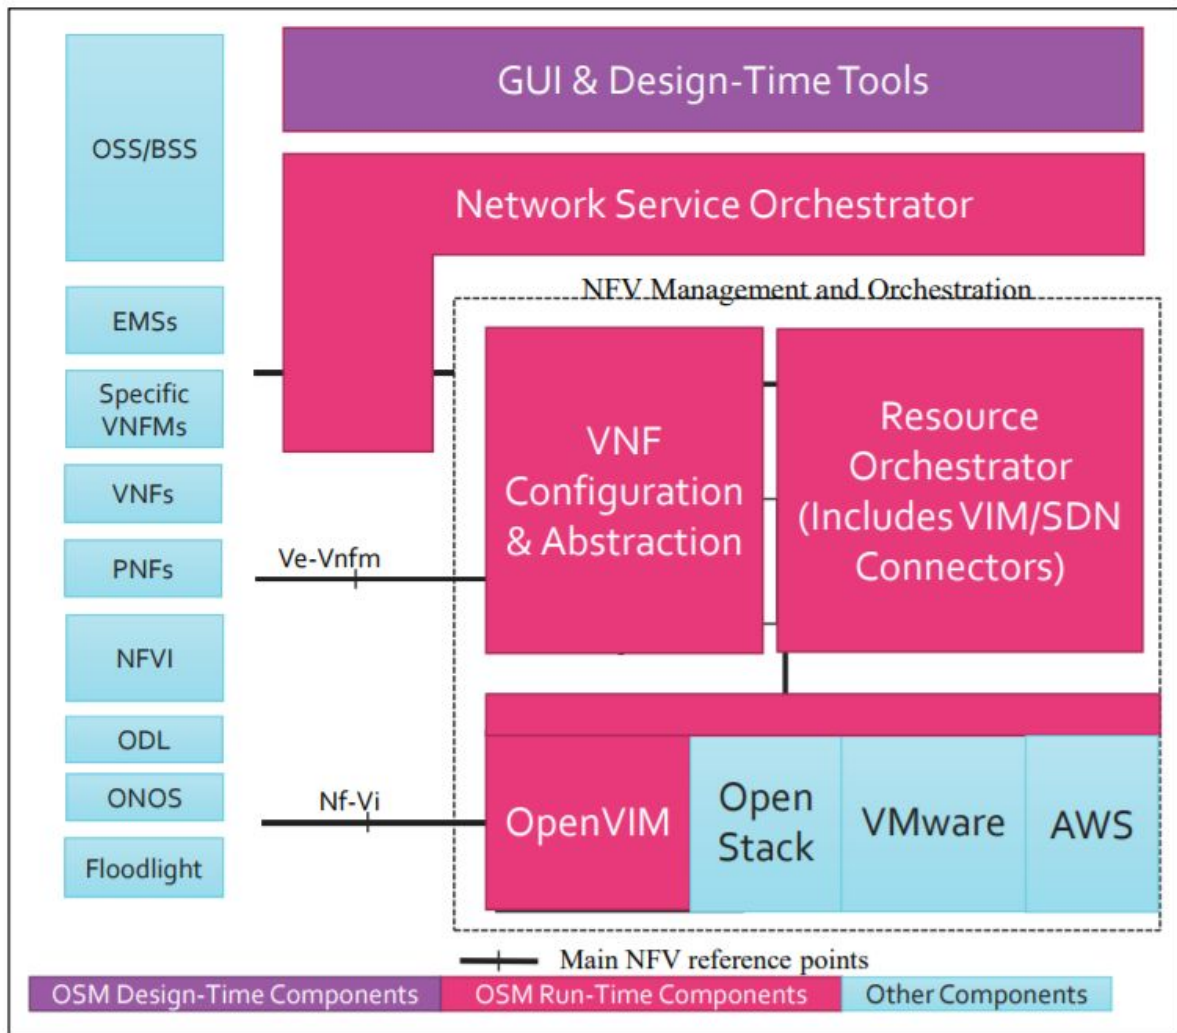 OSS/BSS
EMSs
Specific
VNFMs
VNFs
PNFs
NFVI
ODL
ONOS
Floodlight
GUI & Design-Time Tools
Network Service Orchestrator
NFV Management and Orchestration
VNF
Configuration
& Abstraction
Resource
Orchestrator
(Includes VIM/SDN
Connectors)
Ve-Vnfm
Nf-Vi
OpenVIM
Open
Stack
VMware
AWS
Main NFV reference points
OSM Design-Time Components
OSM Run-Time Components
Other Components